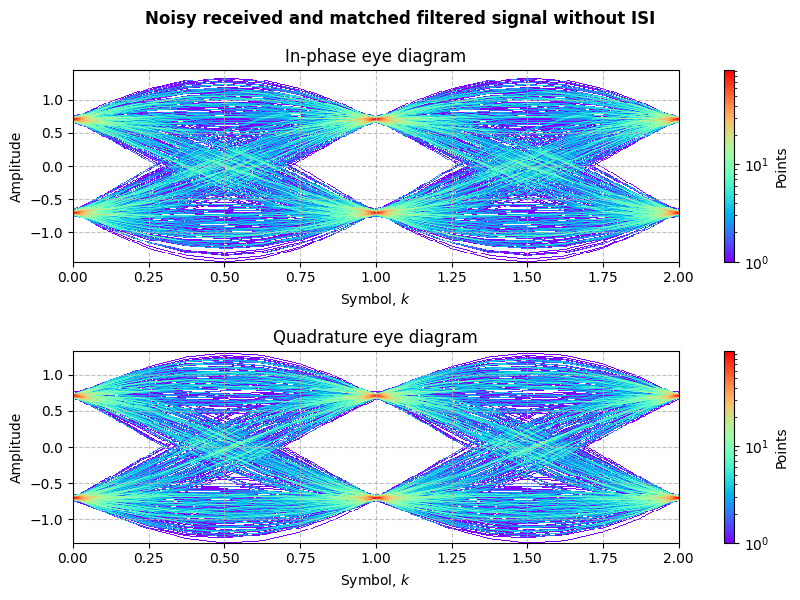 Noisy received and matched filtered signal without ISI
In-phase eye diagram
Amplitude
1.0
0.5
0.0
−0.5
−1.0
0.00 0.25 0.50 0.75 1.00 1.25 1.50 1.75 2.00
Symbol, k
10¹
10⁰
Points
Quadrature eye diagram
Amplitude
1.0
0.5
0.0
−0.5
−1.0
0.00 0.25 0.50 0.75 1.00 1.25 1.50 1.75 2.00
Symbol, k
10¹
10⁰
Points